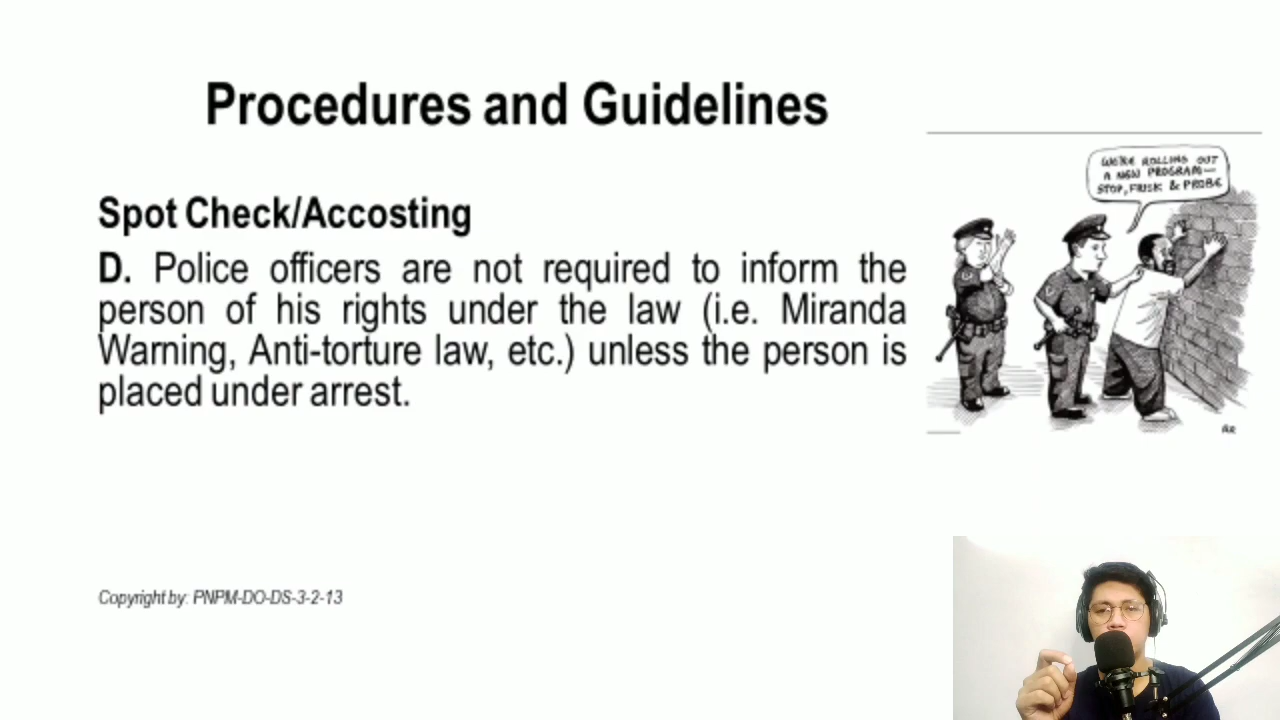 Procedures and Guidelines
WE'RE ROLLING OUT
A NEW PROGRAM—
STOP, FRISK & PROBE
Spot Check/Accosting
D. Police officers are not required to inform the
person of his rights under the law (i.e. Miranda
Warning, Anti-torture law, etc.) unless the person is
placed under arrest.
Copyright by: PNPM-DO-DS-3-2-13